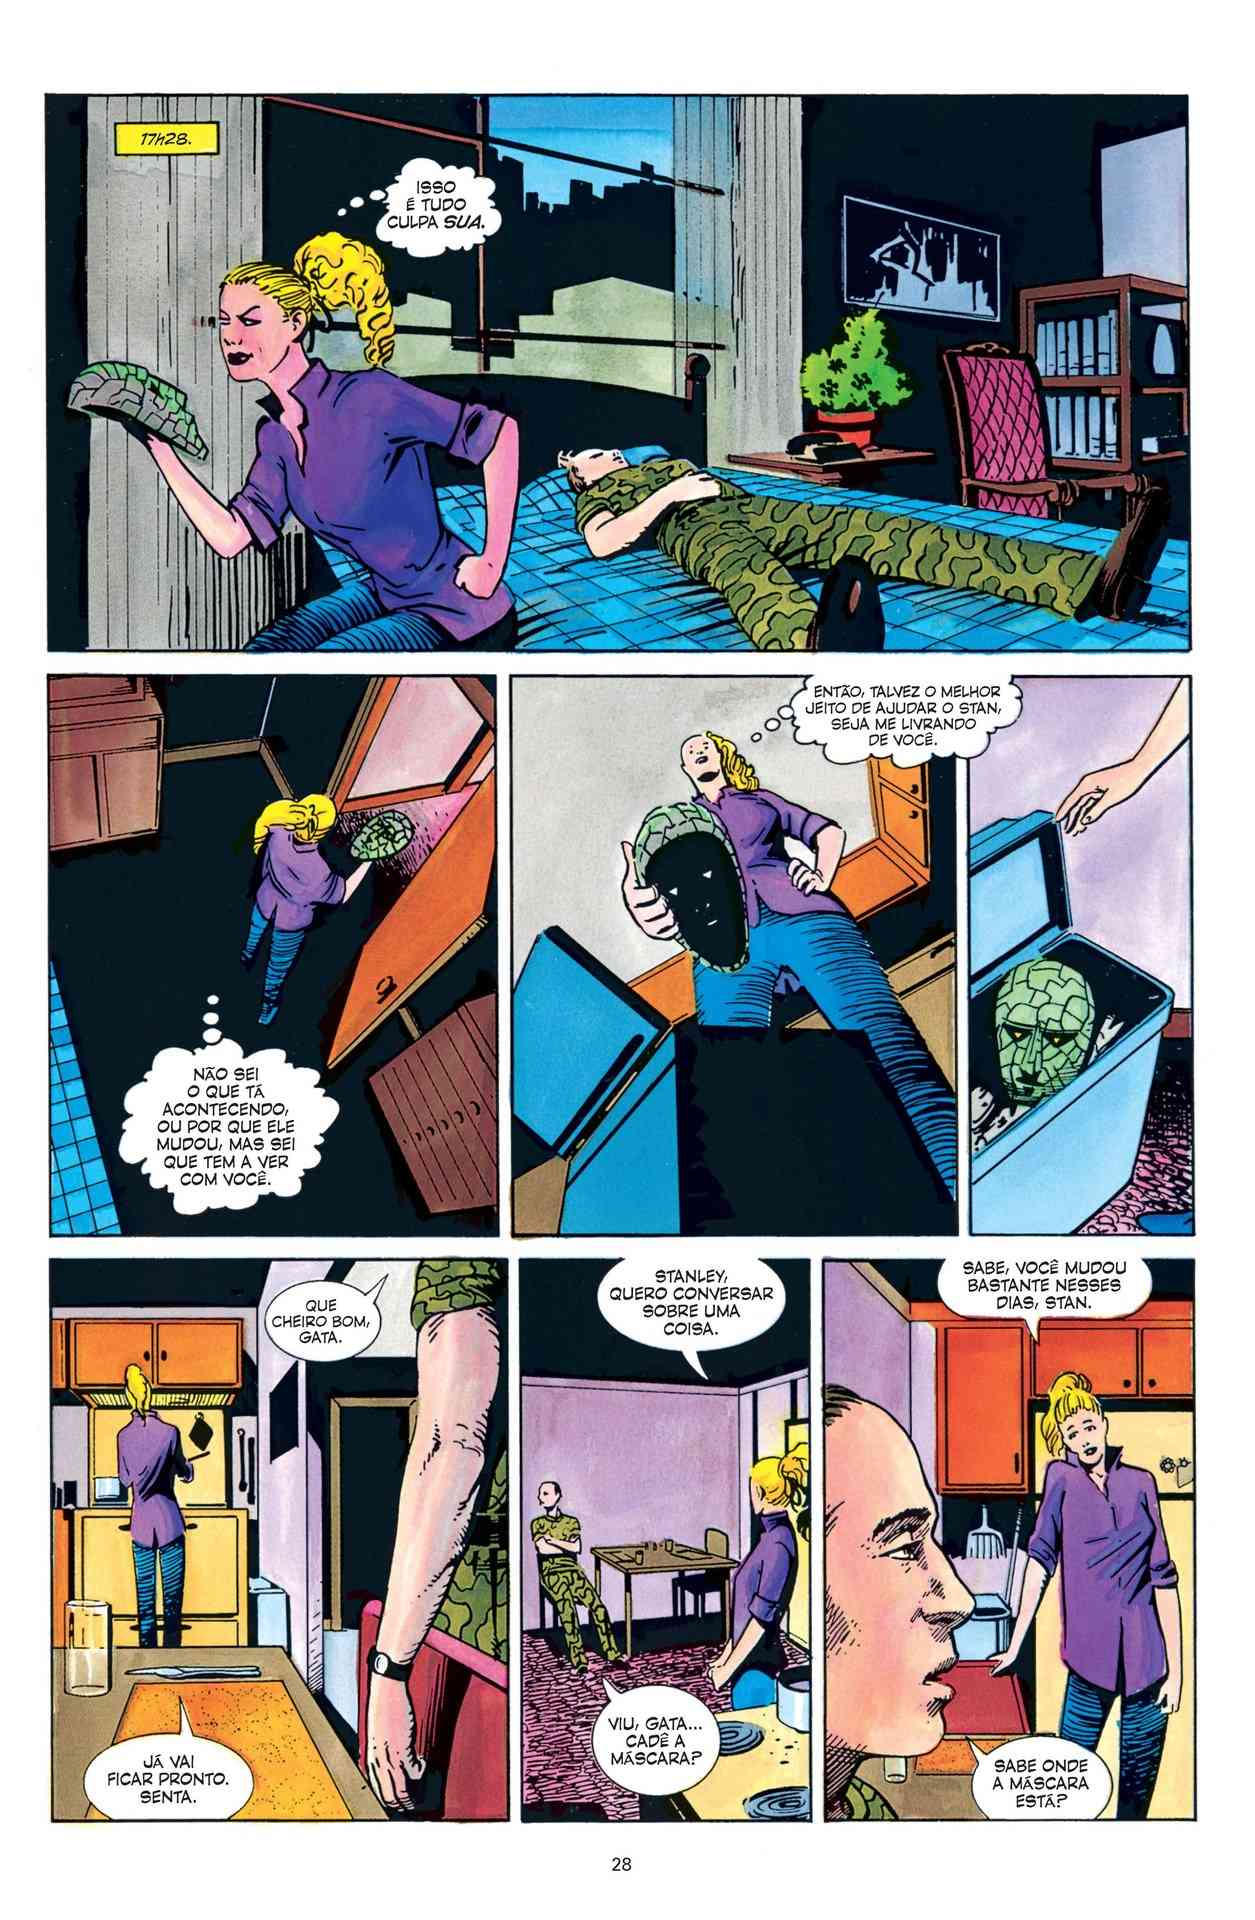 17h28.
ISSO
É TUDO
CULPA SUA.
NÃO SEI
O QUE TÁ
ACONTECENDO,
OU POR QUE ELE
MUDOU, MAS SEI
QUE TEM A VER
COM VOCÊ.
ENTÃO, TALVEZ O MELHOR
JEITO DE AJUDAR O STAN,
SEJA ME LIVRANDO
DE VOCÊ.
QUE
CHEIRO BOM,
GATA.
JÁ VAI
FICAR PRONTO.
SENTA.
STANLEY,
QUERO CONVERSAR
SOBRE UMA
COISA.
VIU, GATA...
CADÊ A
MÁSCARA?
SABE, VOCÊ MUDOU
BASTANTE NESSES
DIAS, STAN.
SABE ONDE
A MÁSCARA
ESTÁ?
28